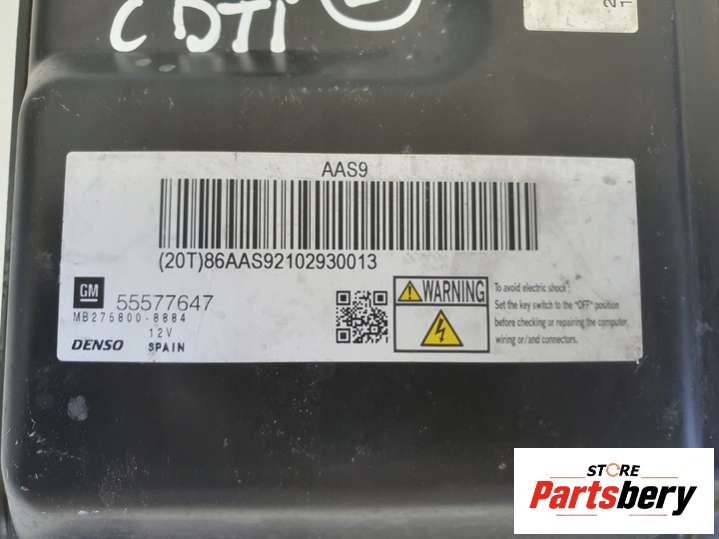 CDTI
AAS9
(20T)86AAS92102930013
GM
55577647
MB275800-8884
12V
DENSO SPAIN
WARNING
To avoid electric shock
Set the key switch to the "OFF" position
before checking or repairing the computer,
wiring or/and connectors.
STORE
Partsbery